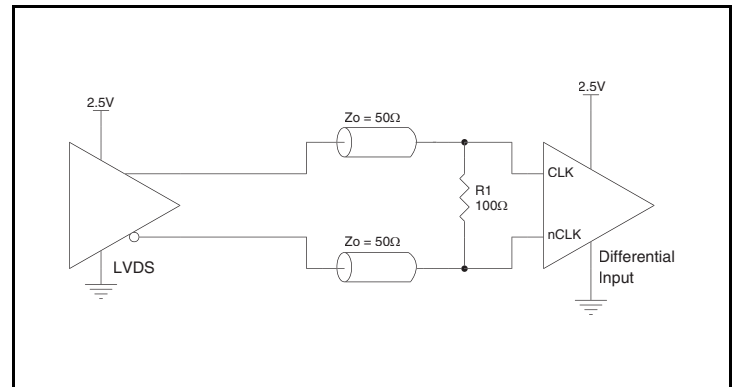 2.5V
2.5V
Zo = 50Ω
CLK
R1
100Ω
nCLK
Zo = 50Ω
LVDS
Differential
Input